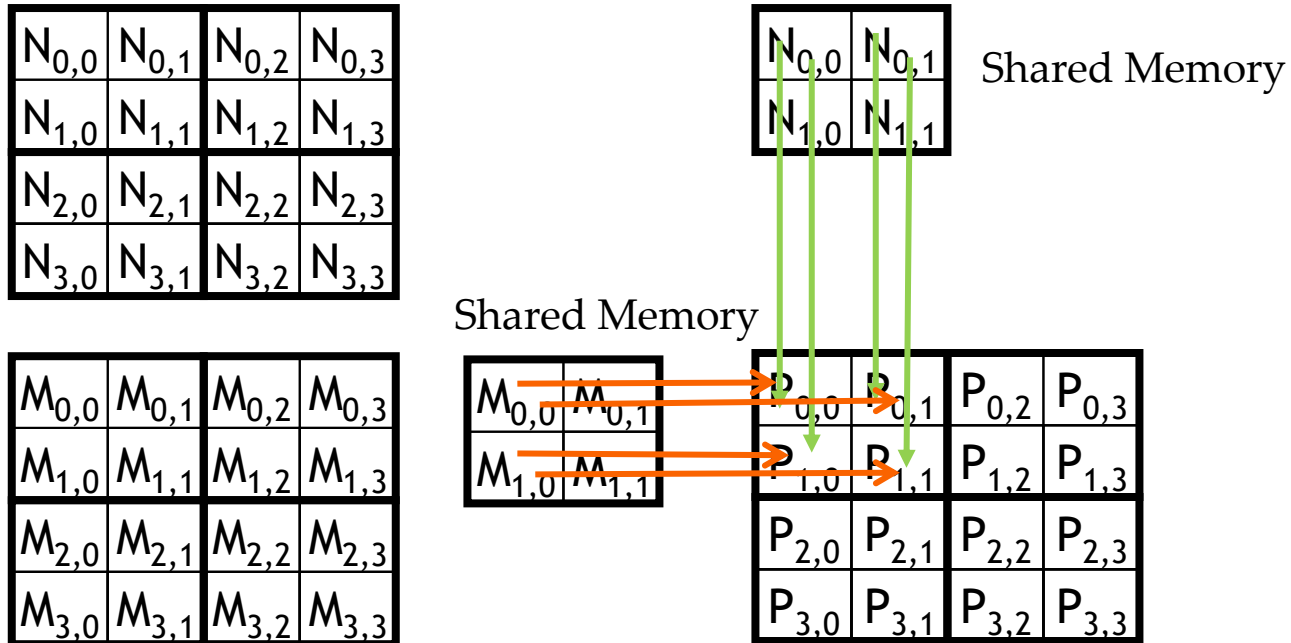 N0,0 N0,1 N0,2 N0,3
N1,0 N1,1 N1,2 N1,3
N2,0 N2,1 N2,2 N2,3
N3,0 N3,1 N3,2 N3,3
N0,0 N0,1
N1,0 N1,1
Shared Memory
Shared Memory
M0,0 M0,1 M0,2 M0,3
M1,0 M1,1 M1,2 M1,3
M2,0 M2,1 M2,2 M2,3
M3,0 M3,1 M3,2 M3,3
M0,0 M0,1
M1,0 M1,1
P0,0 P0,1 P0,2 P0,3
P1,0 P1,1 P1,2 P1,3
P2,0 P2,1 P2,2 P2,3
P3,0 P3,1 P3,2 P3,3